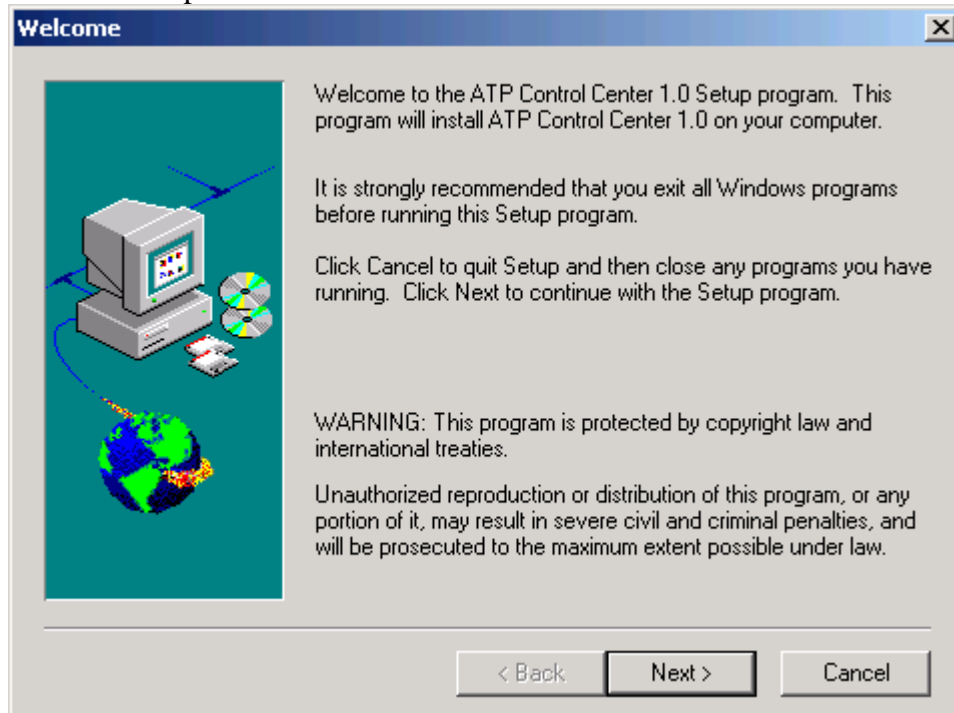 Welcome
Welcome to the ATP Control Center 1.0 Setup program. This
program will install ATP Control Center 1.0 on your computer.
It is strongly recommended that you exit all Windows programs
before running this Setup program.
Click Cancel to quit Setup and then close any programs you have
running. Click Next to continue with the Setup program.
WARNING: This program is protected by copyright law and
international treaties.
Unauthorized reproduction or distribution of this program, or any
portion of it, may result in severe civil and criminal penalties, and
will be prosecuted to the maximum extent possible under law.
< Back
Next >
Cancel